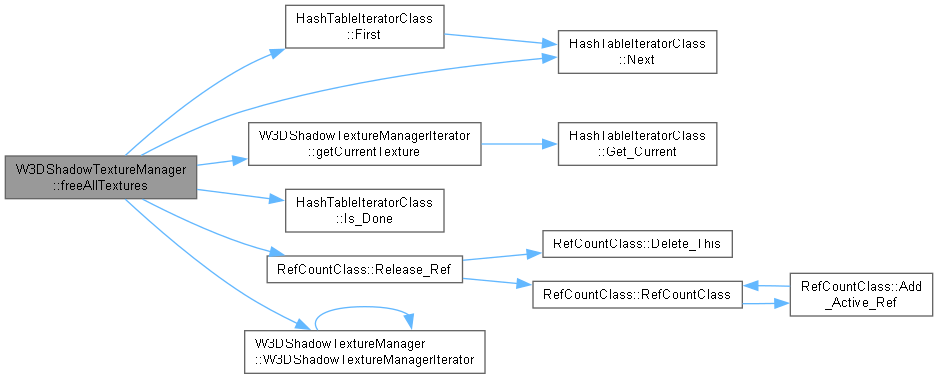 HashTableIteratorClass
::First
HashTableIteratorClass
::Next
W3DShadowTextureManagerIterator
::getCurrentTexture
HashTableIteratorClass
::Get_Current
W3DShadowTextureManager
::freeAllTextures
HashTableIteratorClass
::Is_Done
RefCountClass::Delete_This
RefCountClass::Release_Ref
RefCountClass::RefCountClass
RefCountClass::Add
_Active_Ref
W3DShadowTextureManager
::W3DShadowTextureManagerIterator